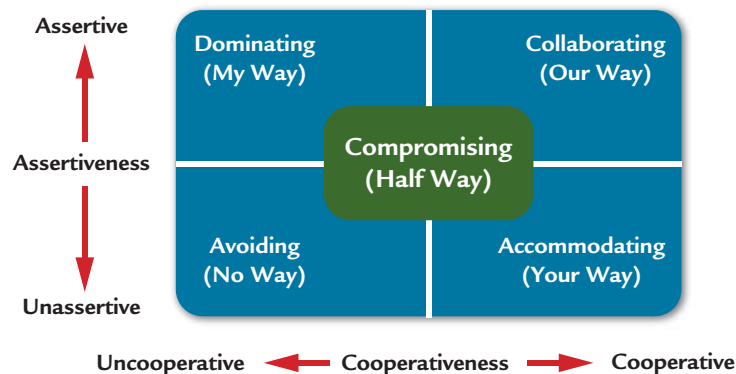 Assertive
Dominating
(My Way)
Collaborating
(Our Way)
Assertiveness
Compromising
(Half Way)
Avoiding
(No Way)
Accommodating
(Your Way)
Unassertive
Uncooperative
Cooperativeness
Cooperative